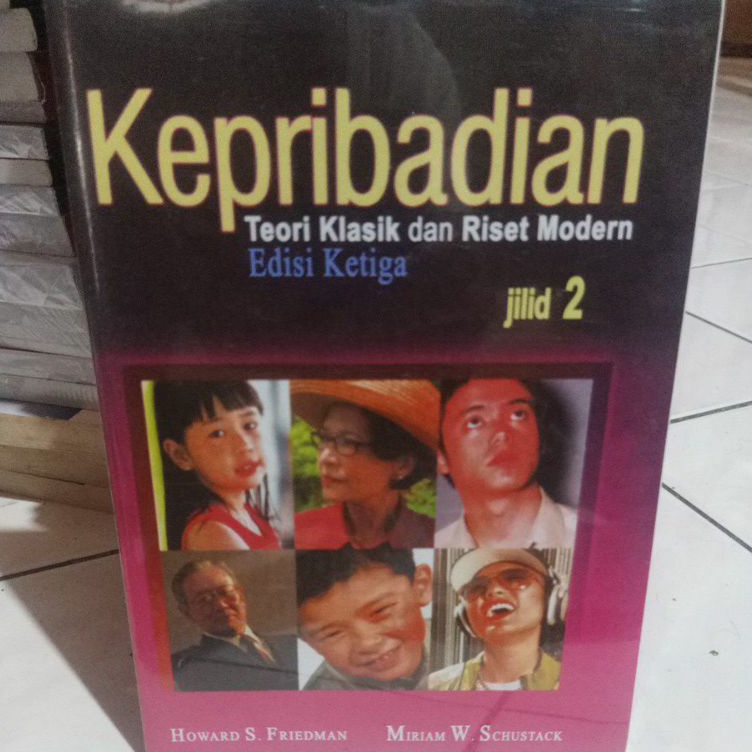 Kepribadian
Teori Klasik dan Riset Modern
Edisi Ketiga
jilid 2
HOWARD S. FRIEDMAN MIRIAM W. SCHUSTACK